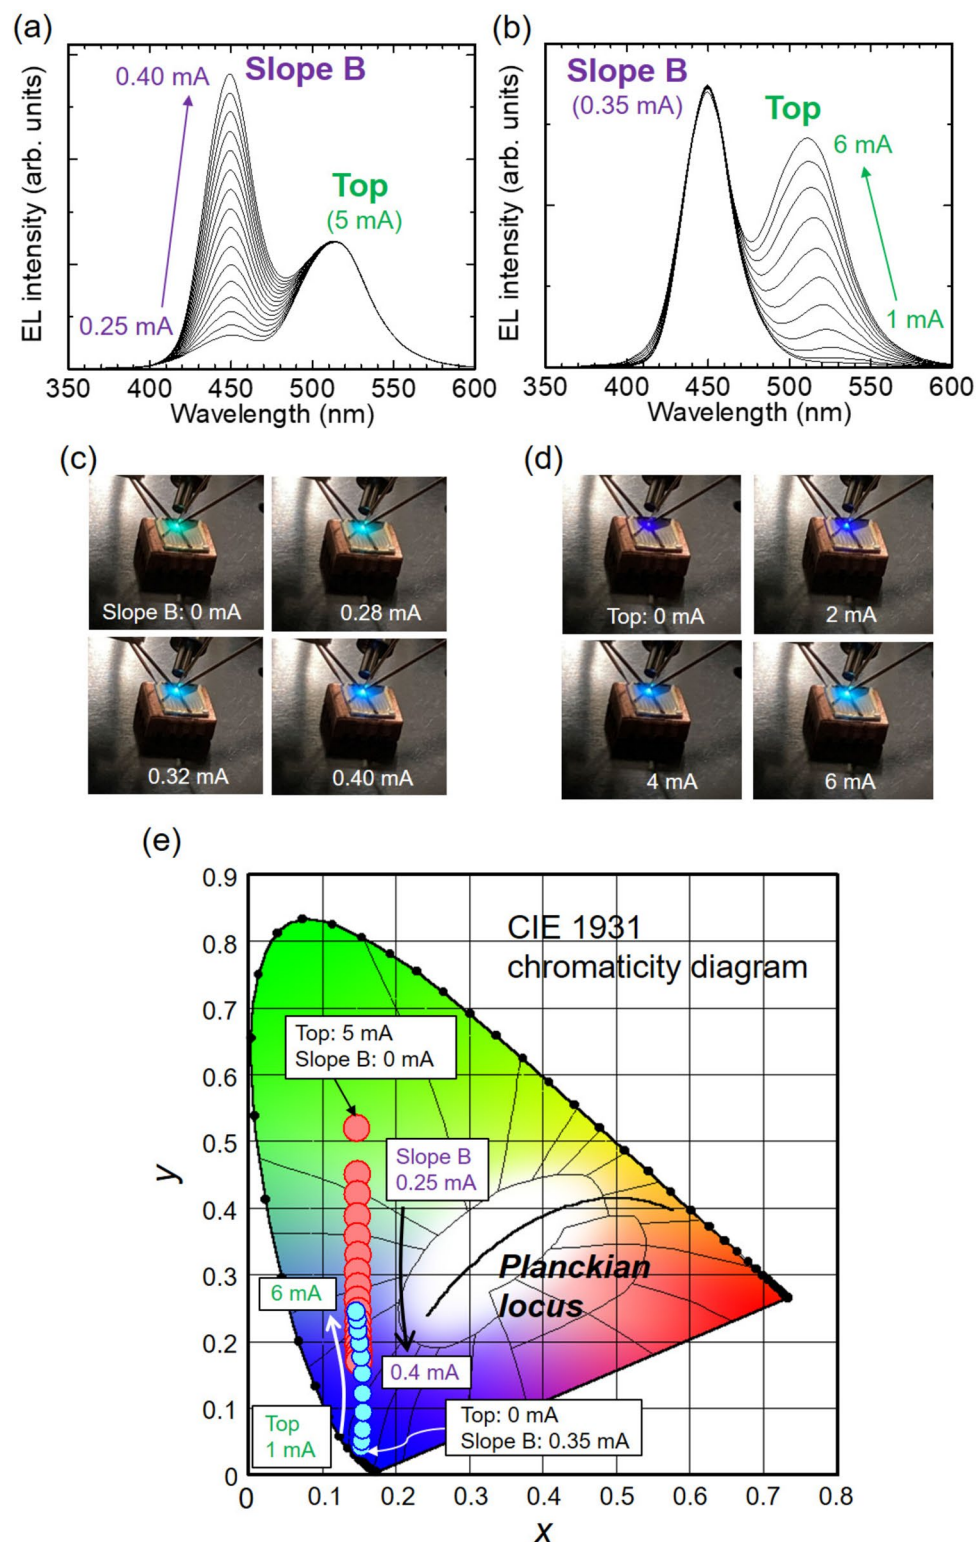 (a)
0.40 mA
Slope B
Top
(5 mA)
0.25 mA
EL intensity (arb. units)
350 400 450 500 550 600
Wavelength (nm)
(b)
Slope B
(0.35 mA)
Top
6 mA
1 mA
EL intensity (arb. units)
350 400 450 500 550 600
Wavelength (nm)
(c)
Slope B: 0 mA
0.28 mA
0.32 mA
0.40 mA
(d)
Top: 0 mA
2 mA
4 mA
6 mA
(e)
CIE 1931
chromaticity diagram
Top: 5 mA
Slope B: 0 mA
Slope B
0.25 mA
Planckian
locus
6 mA
0.4 mA
Top
1 mA
Top: 0 mA
Slope B: 0.35 mA
0.9
0.8
0.7
0.6
0.5
0.4
0.3
0.2
0.1
0
y
0 0.1 0.2 0.3 0.4 0.5 0.6 0.7 0.8
x